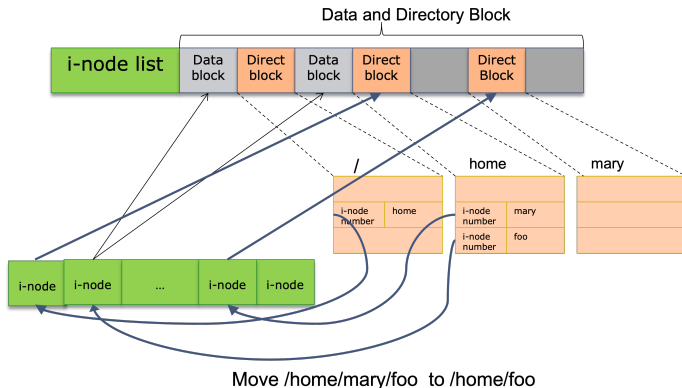 Data and Directory Block
i-node list
Data
block
Direct
block
Data
block
Direct
block
Direct
Block
/
home
mary
i-node
number
home
i-node
number
mary
i-node
number
foo
i-node
i-node
...
i-node
i-node
Move /home/mary/foo to /home/foo